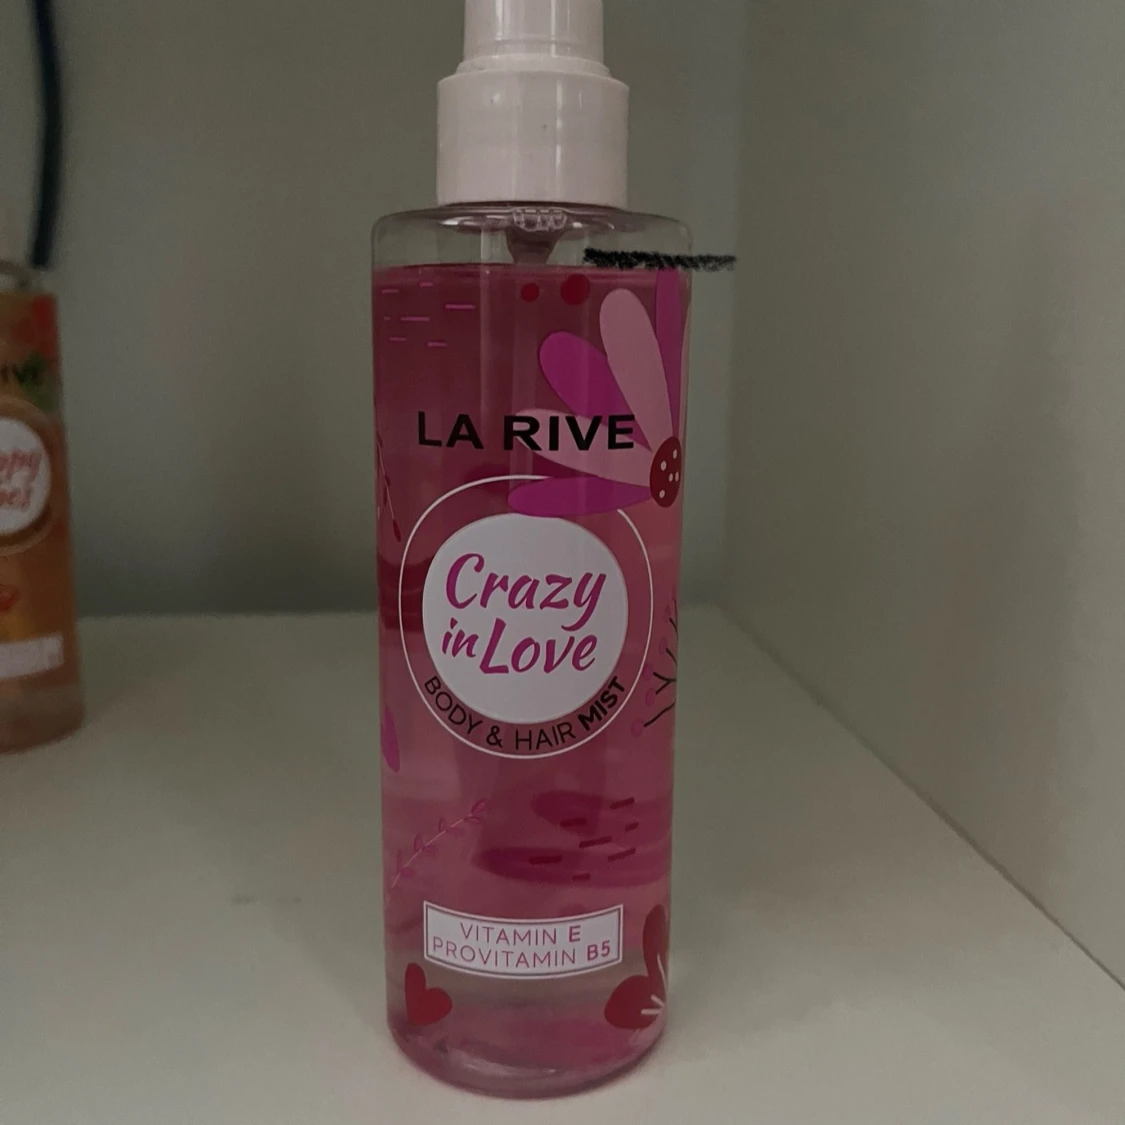 LA RIVE
Crazy
in Love
BODY & HAIR MIST
VITAMIN E
PROVITAMIN B5